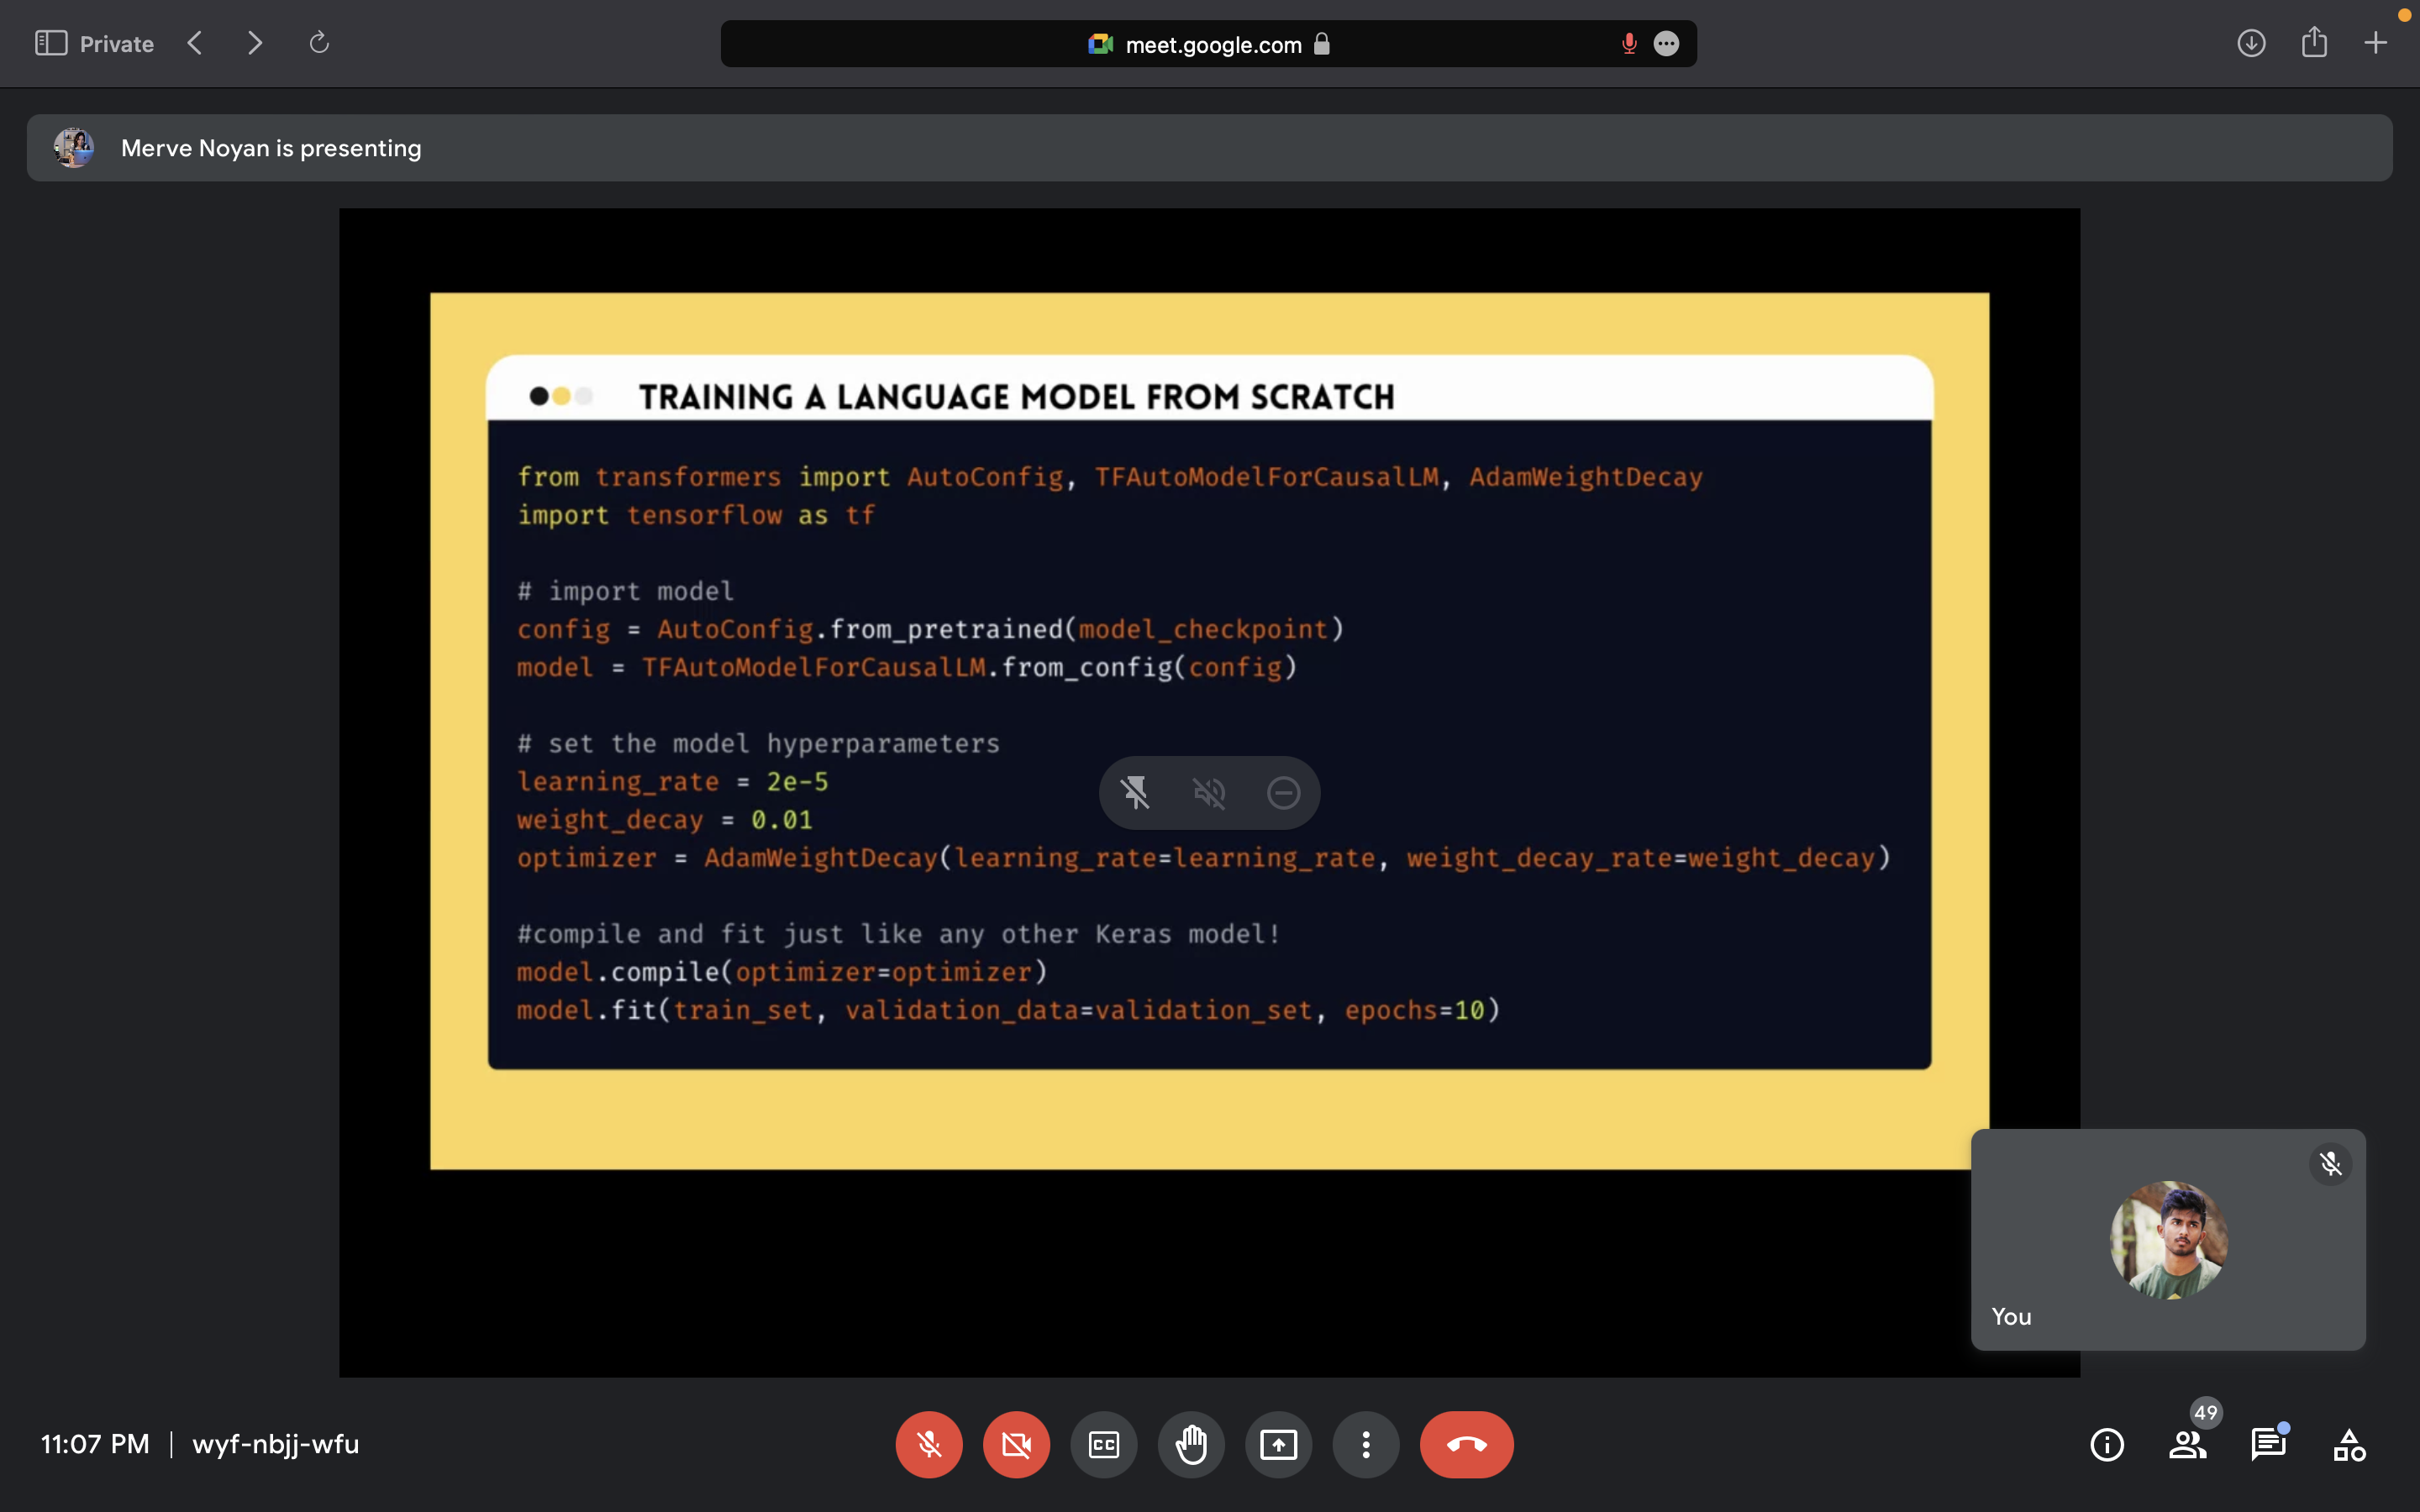 Private
meet.google.com
Merve Noyan is presenting
TRAINING A LANGUAGE MODEL FROM SCRATCH
from transformers import AutoConfig, TFAutoModelForCausalLM, AdamWeightDecay
import tensorflow as tf
# import model
config = AutoConfig.from_pretrained(model_checkpoint)
model = TFAutoModelForCausalLM.from_config(config)
# set the model hyperparameters
learning_rate = 2e-5
weight_decay = 0.01
optimizer = AdamWeightDecay(learning_rate=learning_rate, weight_decay_rate=weight_decay)
#compile and fit just like any other Keras model!
model.compile(optimizer=optimizer)
model.fit(train_set, validation_data=validation_set, epochs=10)
You
11:07 PM | wyf-nbjj-wfu
CC
49